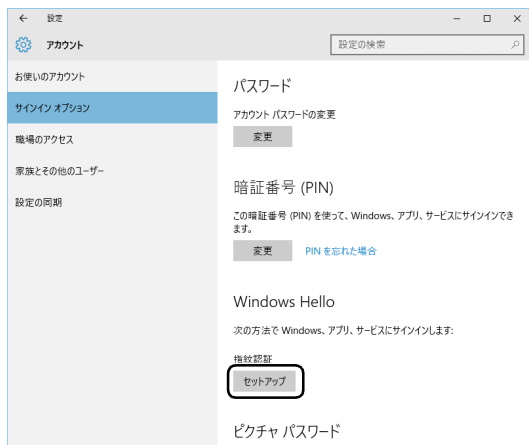 設定
アカウント
設定の検索
お使いのアカウント
サインイン オプション
職場のアクセス
家族とその他のユーザー
設定の同期
パスワード
アカウント パスワードの変更
変更
暗証番号 (PIN)
この暗証番号 (PIN) を使って、Windows、アプリ、サービスにサインインでき
ます。
変更 PIN を忘れた場合
Windows Hello
次の方法で Windows、アプリ、サービスにサインインします:
指紋認証
セットアップ
ピクチャ パスワード